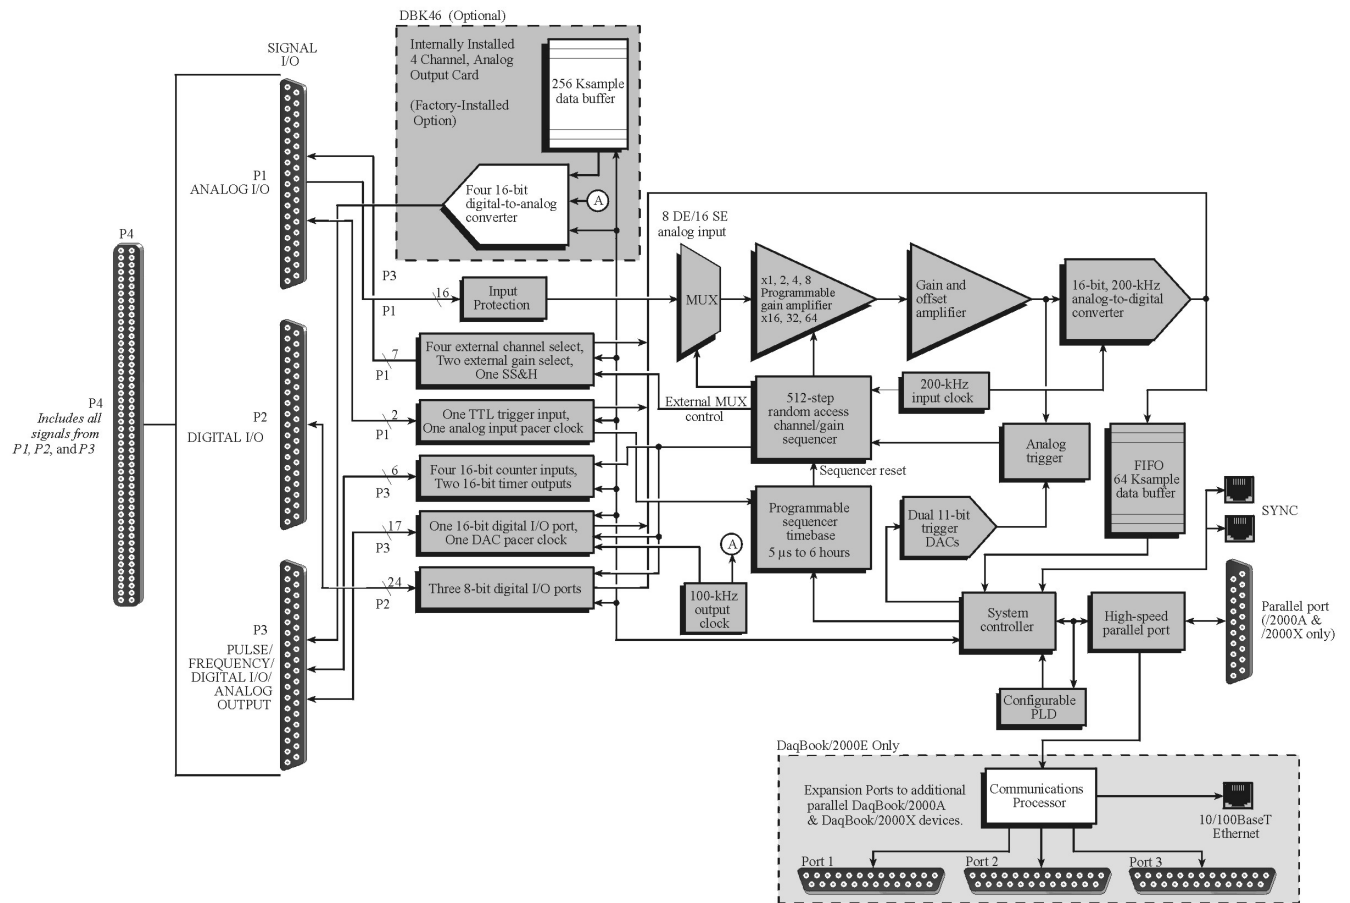 DBK46 (Optional)
Internally Installed
4 Channel, Analog
Output Card
(Factory-Installed
Option)
256 Ksample
data buffer
Four 16-bit
digital-to-analog
converter
A
SIGNAL
I/O
P1
ANALOG I/O
P4
P4
Includes all
signals from
P1, P2, and P3
P2
DIGITAL I/O
P3
PULSE/
FREQUENCY/
DIGITAL I/O/
ANALOG
OUTPUT
P3
16
P1
Input
Protection
7
P1
Four external channel select,
Two external gain select,
One SS&H
2
P1
One TTL trigger input,
One analog input pacer clock
6
P3
Four 16-bit counter inputs,
Two 16-bit timer outputs
17
P3
One 16-bit digital I/O port,
One DAC pacer clock
24
P2
Three 8-bit digital I/O ports
8 DE/16 SE
analog input
MUX
x1, 2, 4, 8
Programmable
gain amplifier
x16, 32, 64
Gain and
offset
amplifier
16-bit, 200-kHz
analog-to-digital
converter
External MUX
control
512-step
random access
channel/gain
sequencer
200-kHz
input clock
Analog
trigger
FIFO
64 Ksample
data buffer
Sequencer reset
Programmable
sequencer
timebase
5 µs to 6 hours
Dual 11-bit
trigger
DACs
A
100-kHz
output
clock
SYNC
System
controller
High-speed
parallel port
Parallel port
(/2000A &
/2000X only)
Configurable
PLD
DaqBook/2000E Only
Expansion Ports to additional
parallel DaqBook/2000A
& DaqBook/2000X devices.
Communications
Processor
10/100BaseT
Ethernet
Port 1
Port 2
Port 3